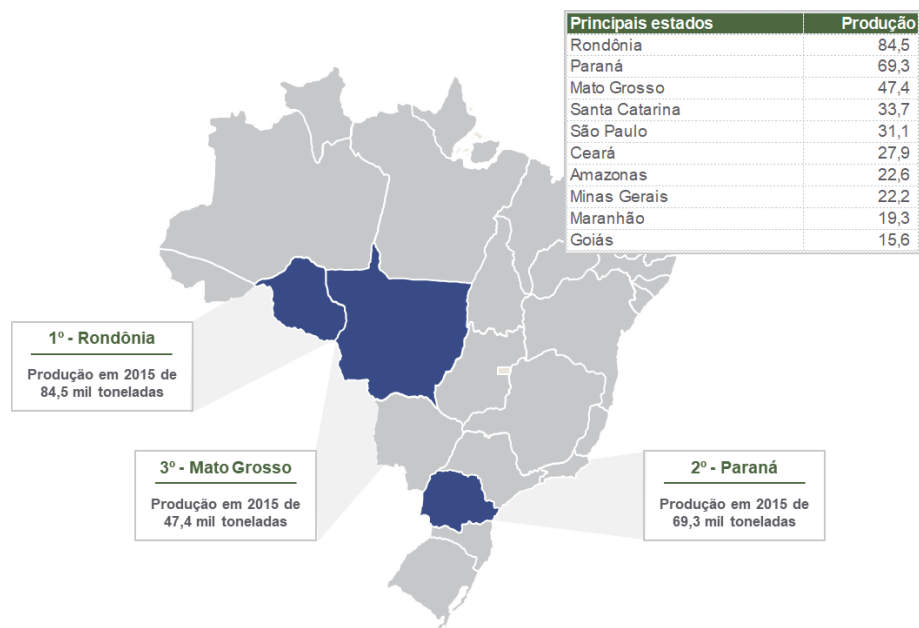 Principais estados Produção
Rondônia 84,5
Paraná 69,3
Mato Grosso 47,4
Santa Catarina 33,7
São Paulo 31,1
Ceará 27,9
Amazonas 22,6
Minas Gerais 22,2
Maranhão 19,3
Goiás 15,6
1º - Rondônia
Produção em 2015 de
84,5 mil toneladas
3º - Mato Grosso
Produção em 2015 de
47,4 mil toneladas
2º - Paraná
Produção em 2015 de
69,3 mil toneladas